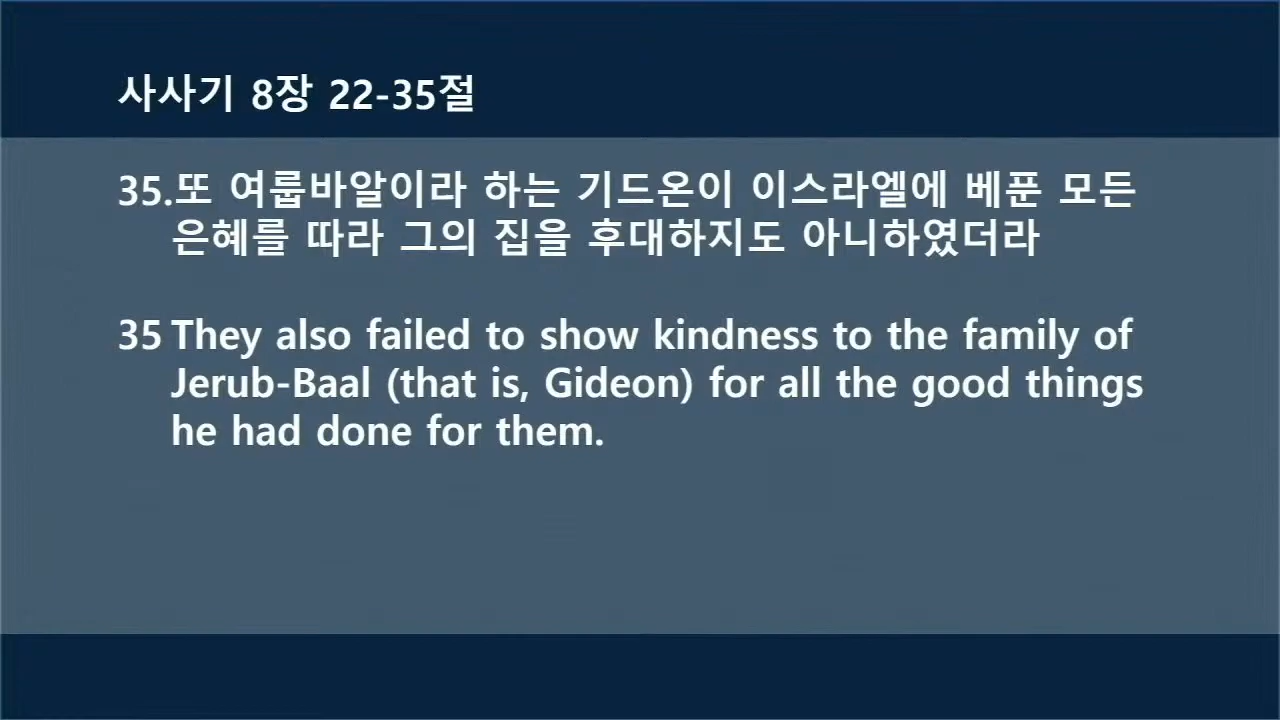 사사기 8장 22-35절
35.또 여룹바알이라 하는 기드온이 이스라엘에 베푼 모든
은혜를 따라 그의 집을 후대하지도 아니하였더라
35 They also failed to show kindness to the family of
Jerub-Baal (that is, Gideon) for all the good things
he had done for them.